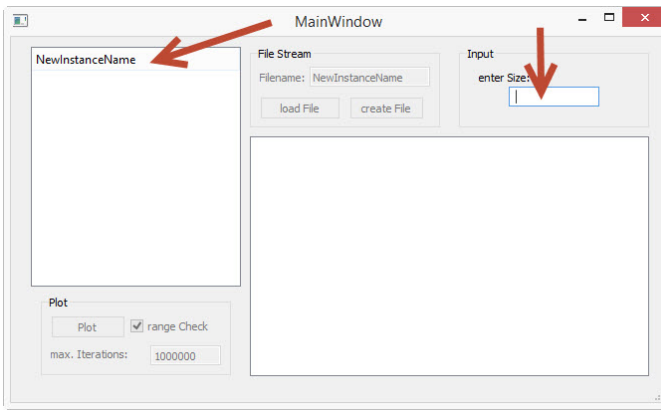 MainWindow
NewInstanceName
File Stream
Filename: NewInstanceName
load File create File
Input
enter Size:
Plot
Plot range Check
max. Iterations: 1000000